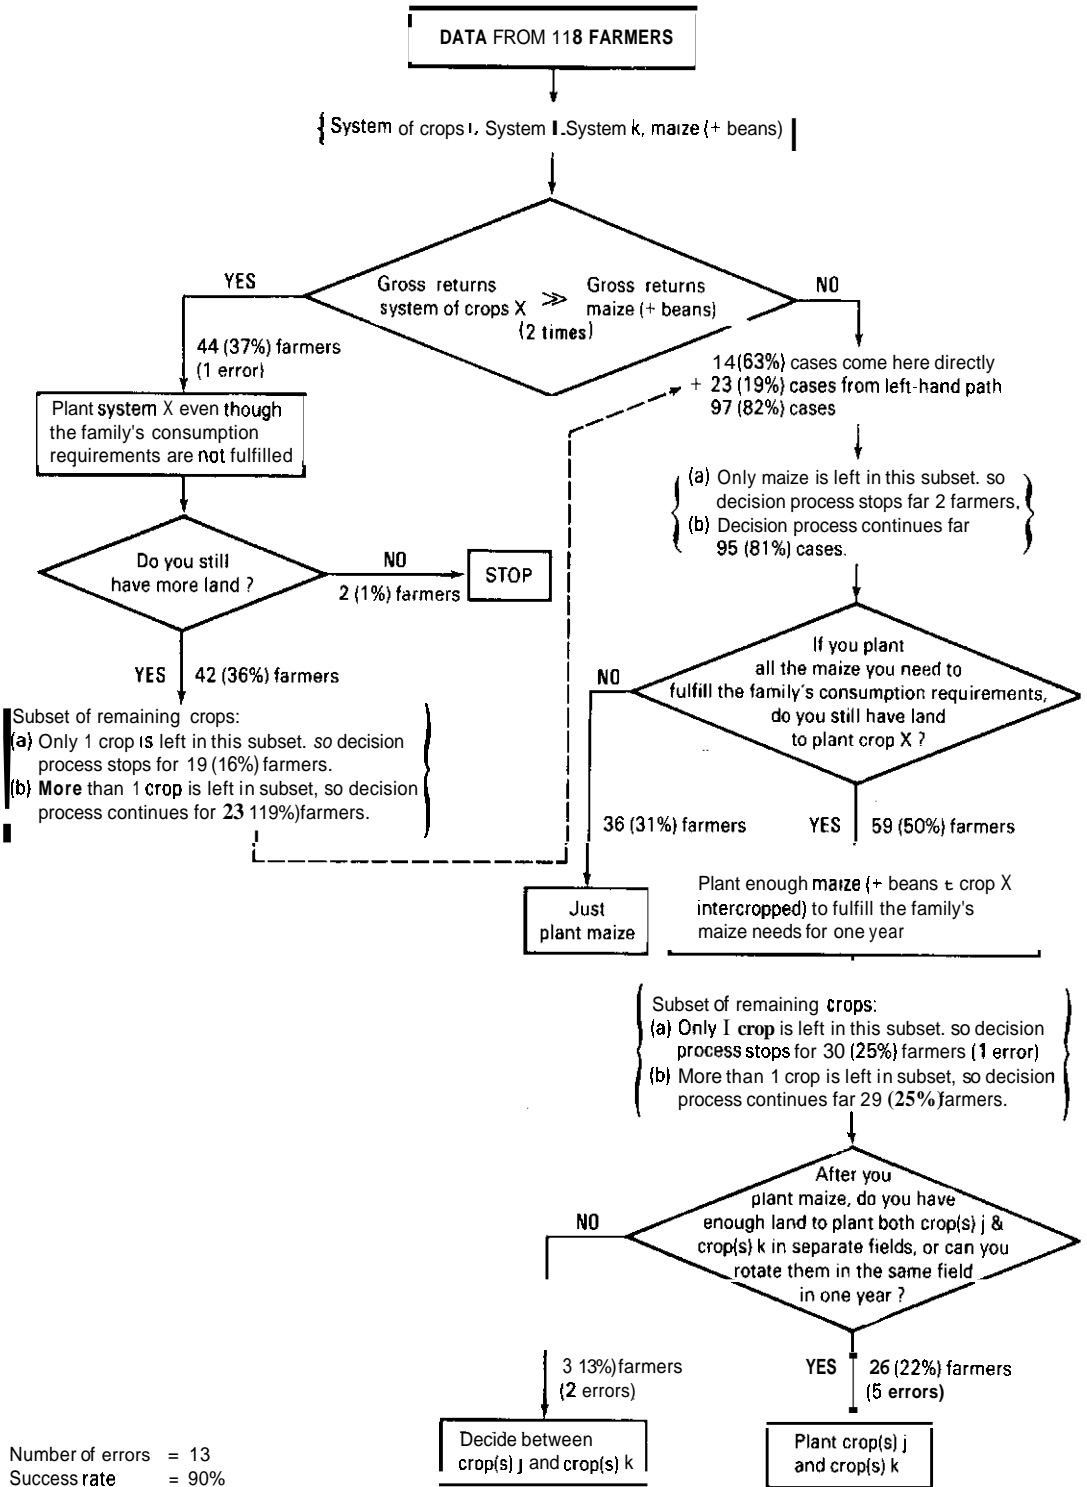 DATA FROM 118 FARMERS
{System of crops i, System j. System k, maize (+ beans)
YES
Gross returns system of crops X ≫ Gross returns maize (+ beans)
(2 times)
NO
44 (37%) farmers
(1 error)
14(63%) cases come here directly
+ 23 (19%) cases from left-hand path
97 (82%) cases
Plant system X even though
the family's consumption
requirements are not fulfilled
(a) Only maize is left in this subset. so
decision process stops far 2 farmers,
(b) Decision process continues far
95 (81%) cases.
Do you still
have more land ?
NO
2 (1%) farmers
STOP
YES
42 (36%) farmers
If you plant
all the maize you need to
fulfill the family's consumption requirements,
do you still have land
to plant crop X ?
NO
Subset of remaining crops:
(a) Only 1 crop is left in this subset. so decision
process stops for 19 (16%) farmers.
(b) More than 1 crop is left in subset, so decision
process continues for 23 119%)farmers.
36 (31%) farmers
YES
59 (50%) farmers
Just
plant maize
Plant enough maize (+ beans t crop X
intercropped) to fulfill the family's
maize needs for one year
Subset of remaining crops:
(a) Only I crop is left in this subset. so decision
process stops for 30 (25%) farmers (1 error)
(b) More than 1 crop is left in subset, so decision
process continues far 29 (25%)farmers.
After you
plant maize, do you have
enough land to plant both crop(s) j &
crop(s) k in separate fields, or can you
rotate them in the same field
in one year ?
NO
3 13%)farmers
(2 errors)
YES
26 (22%) farmers
(5 errors)
Decide between
crop(s) j and crop(s) k
Plant crop(s) j
and crop(s) k
Number of errors = 13
Success rate = 90%